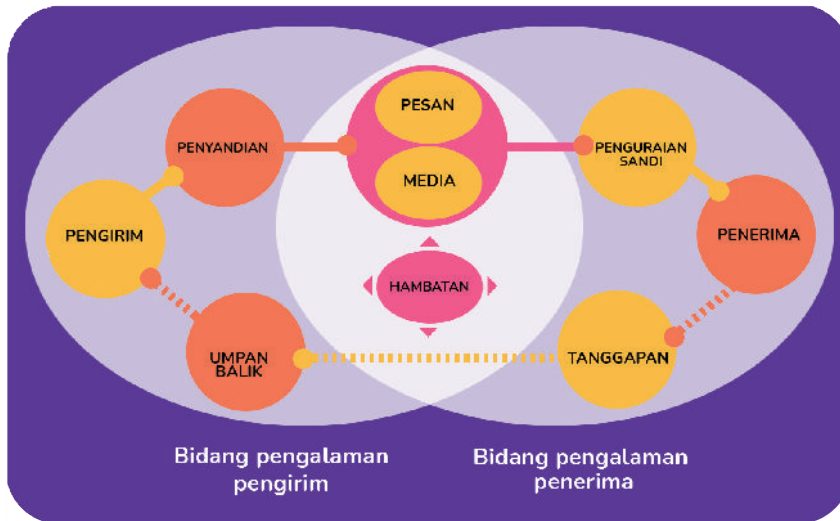 PESAN
MEDIA
PENYANDIAN
PENGURAIAN
SANDI
PENGIRIM
PENERIMA
HAMBATAN
UMPAN
BALIK
TANGGAPAN
Bidang pengalaman
pengirim
Bidang pengalaman
penerima